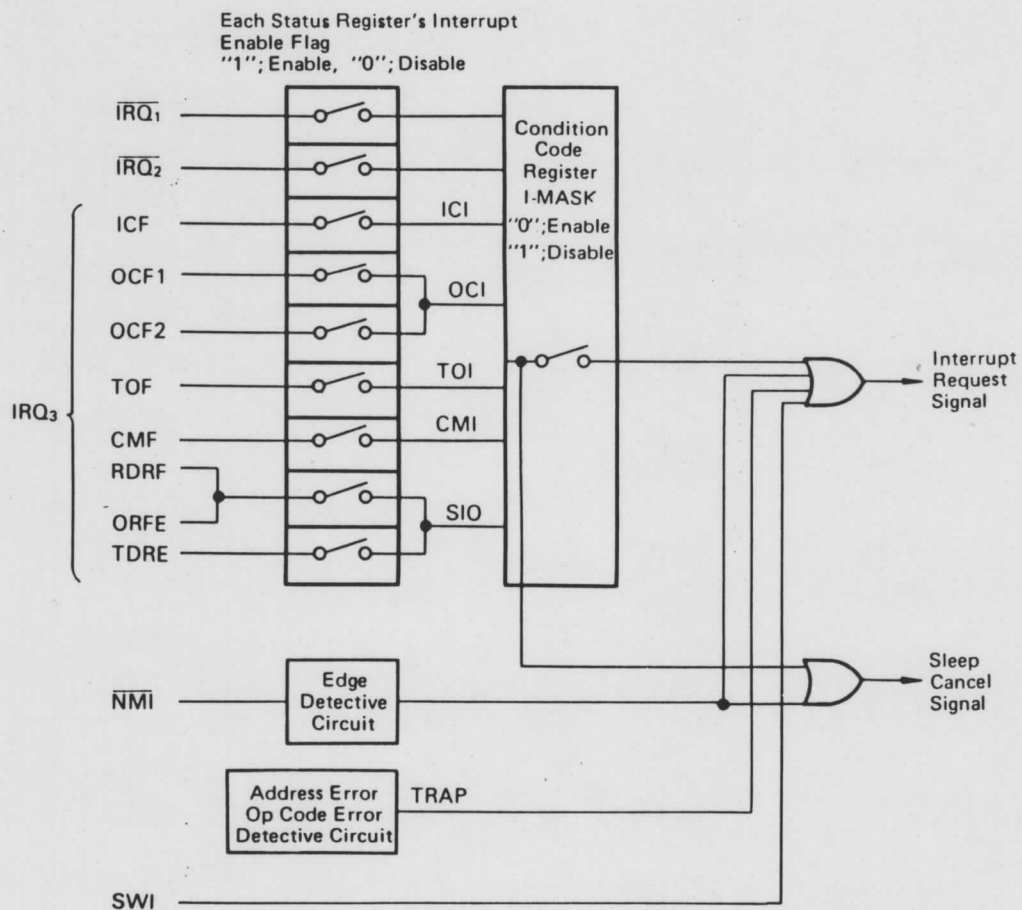 Each Status Register's Interrupt
Enable Flag
"1"; Enable, "0"; Disable
IRQ1
IRQ2
ICF
OCF1
OCF2
TOF
CMF
RDRF
ORFE
TDRE
IRQ3
ICI
OCI
TOI
CMI
SIO
Condition
Code
Register
I-MASK
"0";Enable
"1";Disable
Interrupt
Request
Signal
NMI
Edge
Detective
Circuit
Sleep
Cancel
Signal
Address Error
Op Code Error
Detective Circuit
TRAP
SWI